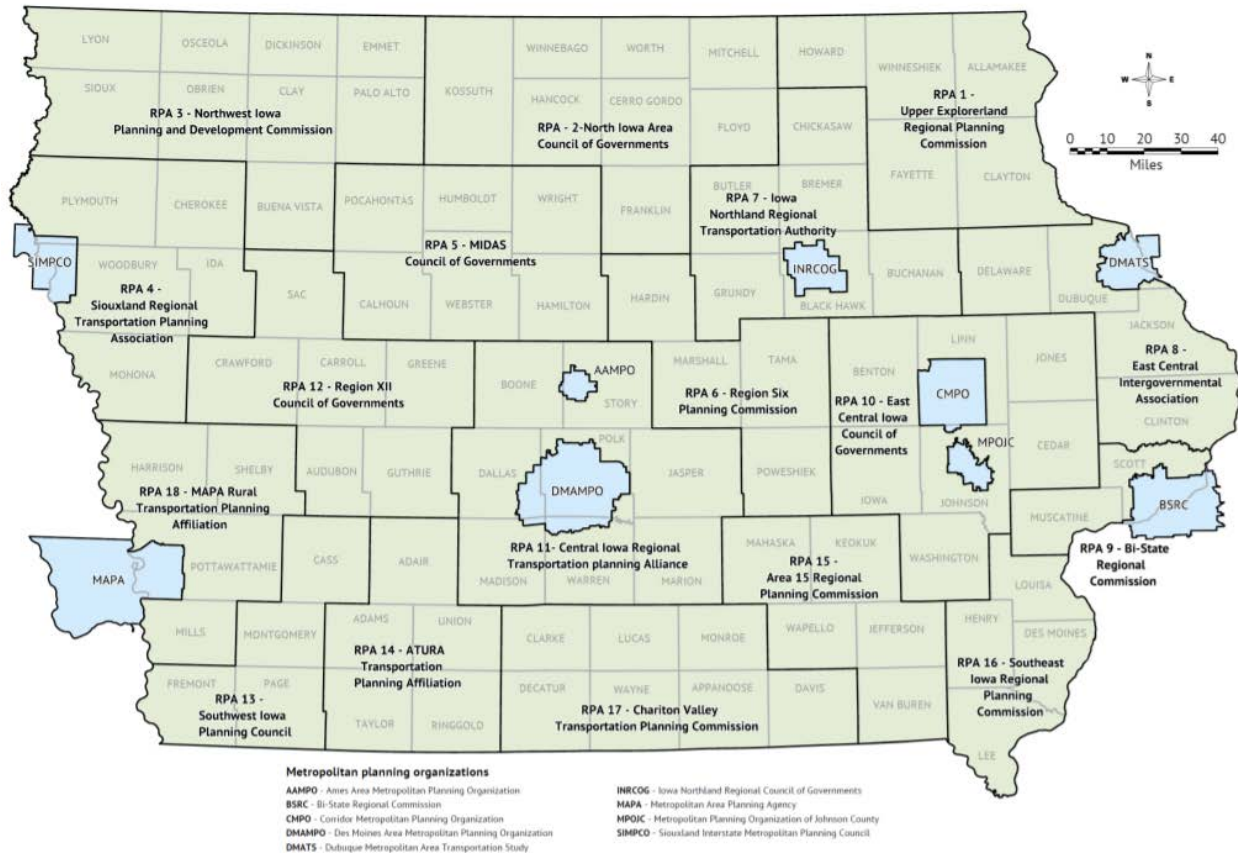 LYON
OSCEOLA
DICKINSON
EMMET
WINNEBAGO
WORTH
MITCHELL
HOWARD
WINNESHIEK
ALLAMAKEE
N
W
E
S
SIOUX
OBRIEN
CLAY
PALO ALTO
KOSSUTH
HANCOCK
CERRO GORDO
FLOYD
CHICKASAW
RPA 3 - Northwest Iowa
Planning and Development Commission
RPA - 2-North Iowa Area
Council of Governments
RPA 1 -
Upper Explorerland
Regional Planning
Commission
0 10 20 30 40
Miles
PLYMOUTH
CHEROKEE
BUENA VISTA
POCAHONTAS
HUMBOLDT
WRIGHT
FRANKLIN
BUTLER
BREMER
FAYETTE
CLAYTON
RPA 7 - Iowa
Northland Regional
Transportation Authority
RPA 5 - MIDAS
Council of Governments
SIMPCO
WOODBURY
IDA
SAC
CALHOUN
WEBSTER
HAMILTON
HARDIN
GRUNDY
INRCOG
BLACK HAWK
BUCHANAN
DELAWARE
DUBUQUE
DMATS
RPA 4 -
Siouxland Regional
Transportation Planning
Association
MONONA
CRAWFORD
CARROLL
GREENE
BOONE
AAMPO
STORY
MARSHALL
TAMA
BENTON
LINN
JONES
JACKSON
RPA 12 - Region XII
Council of Governments
RPA 6 - Region Six
Planning Commission
RPA 10 - East
Central Iowa
Council of
Governments
CMPO
RPA 8 -
East Central
Intergovernmental
Association
CLINTON
HARRISON
SHELBY
AUDUBON
GUTHRIE
DALLAS
POLK
DMAMPO
JASPER
POWESHIEK
IOWA
MPOJC
JOHNSON
CEDAR
SCOTT
BSRC
MUSCATINE
RPA 18 - MAPA Rural
Transportation Planning
Affiliation
MAPA
POTTAWATTAMIE
CASS
ADAIR
MADISON
WARREN
MARION
RPA 11- Central Iowa Regional
Transportation planning Alliance
MAHASKA
KEOKUK
WASHINGTON
RPA 15 -
Area 15 Regional
Planning Commission
RPA 9 - Bi-State
Regional
Commission
LOUISA
MILLS
MONTGOMERY
ADAMS
UNION
CLARKE
LUCAS
MONROE
WAPELLO
JEFFERSON
HENRY
DES MOINES
RPA 14 - ATURA
Transportation
Planning Affiliation
RPA 16 - Southeast
Iowa Regional
Planning
Commission
FREMONT
PAGE
RPA 13 -
Southwest Iowa
Planning Council
TAYLOR
RINGGOLD
DECATUR
WAYNE
APPANOOSE
DAVIS
VAN BUREN
RPA 17 - Chariton Valley
Transportation Planning Commission
LEE
Metropolitan planning organizations
AAMPO - Ames Area Metropolitan Planning Organization
BSRC - Bi-State Regional Commission
CMPO - Corridor Metropolitan Planning Organization
DMAMPO - Des Moines Area Metropolitan Planning Organization
DMATS - Dubuque Metropolitan Area Transportation Study
INRCOG - Iowa Northland Regional Council of Governments
MAPA - Metropolitan Area Planning Agency
MPOJC - Metropolitan Planning Organization of Johnson County
SIMPCO - Siouxland Interstate Metropolitan Planning Council